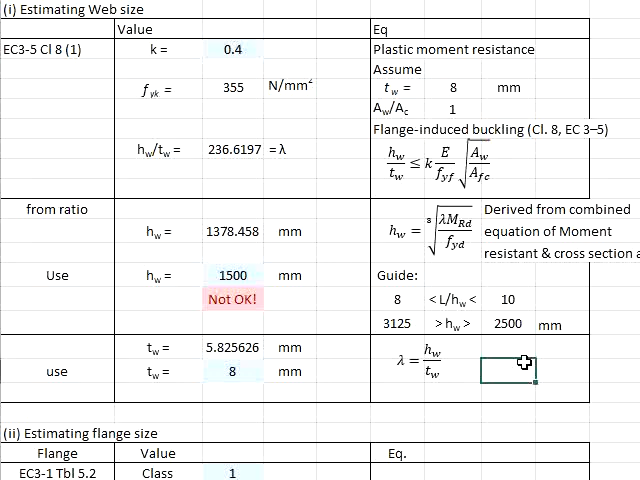 (i) Estimating Web size
Value Eq
EC3-5 Cl 8 (1) k = 0.4 Plastic moment resistance
Assume
f_yk = 355 N/mm² t_w = 8 mm
A_w/A_c 1
Flange-induced buckling (Cl. 8, EC 3–5)
h_w/t_w = 236.6197 = λ h_w/t_w ≤ k E/f_yf √(A_w/A_fc)
from ratio Derived from combined
h_w = 1378.458 mm h_w = ∛(λM_Rd/f_yd) equation of Moment
resistant & cross section a
Use h_w = 1500 mm Guide:
Not OK! 8 <L/h_w< 10
3125 >h_w> 2500 mm
t_w = 5.825626 mm λ = h_w/t_w
use t_w = 8 mm
(ii) Estimating flange size
Flange Value Eq.
EC3-1 Tbl 5.2 Class 1